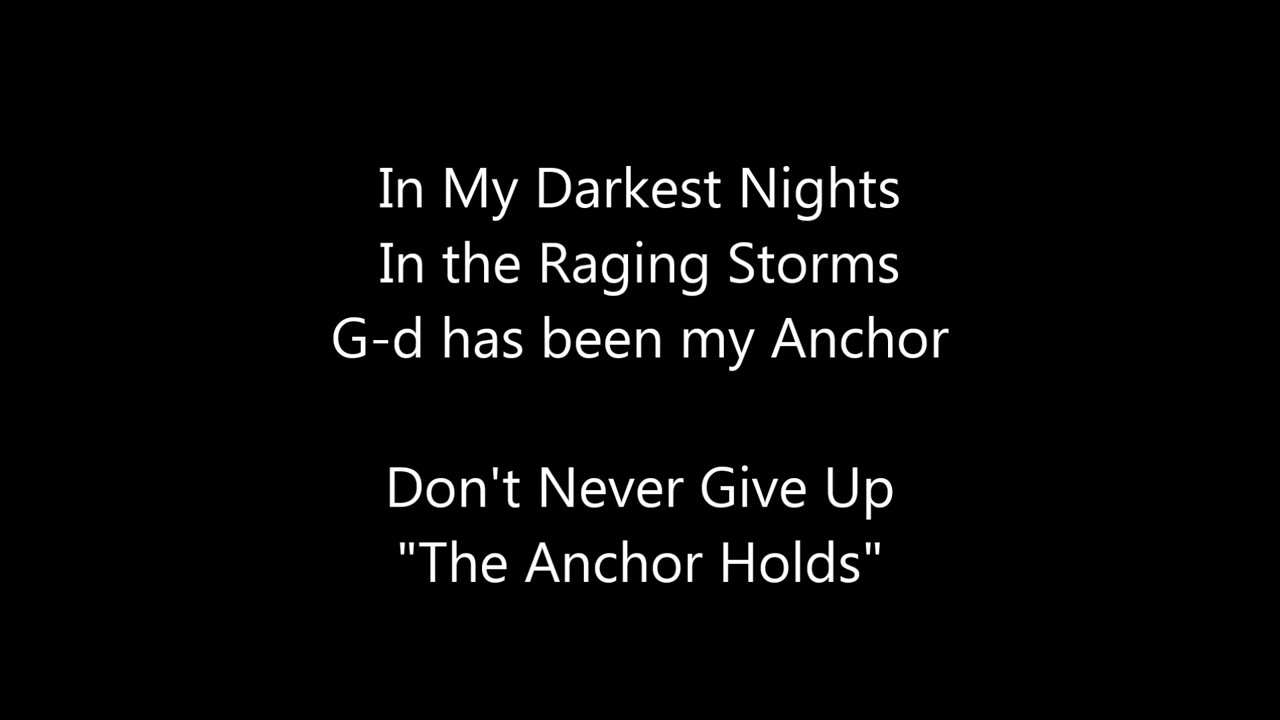 In My Darkest Nights
In the Raging Storms
G-d has been my Anchor
Don't Never Give Up
"The Anchor Holds"